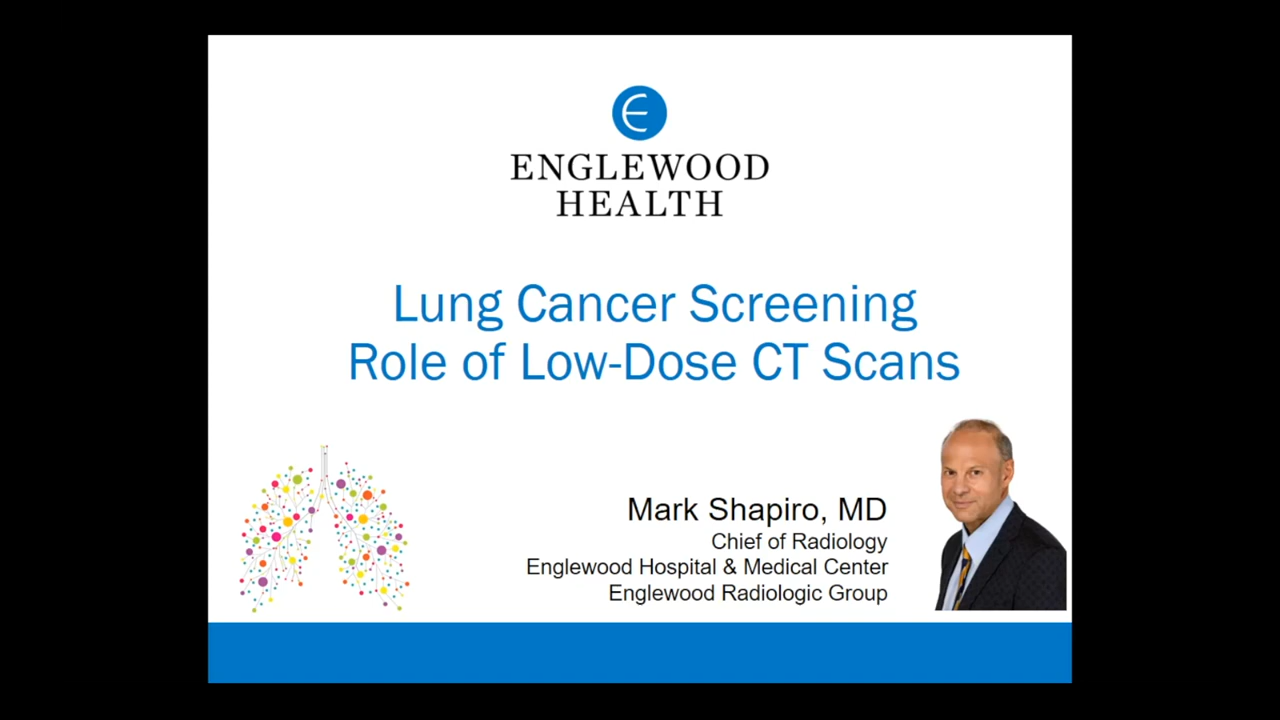 ENGLEWOOD
HEALTH
Lung Cancer Screening
Role of Low-Dose CT Scans
Mark Shapiro, MD
Chief of Radiology
Englewood Hospital & Medical Center
Englewood Radiologic Group